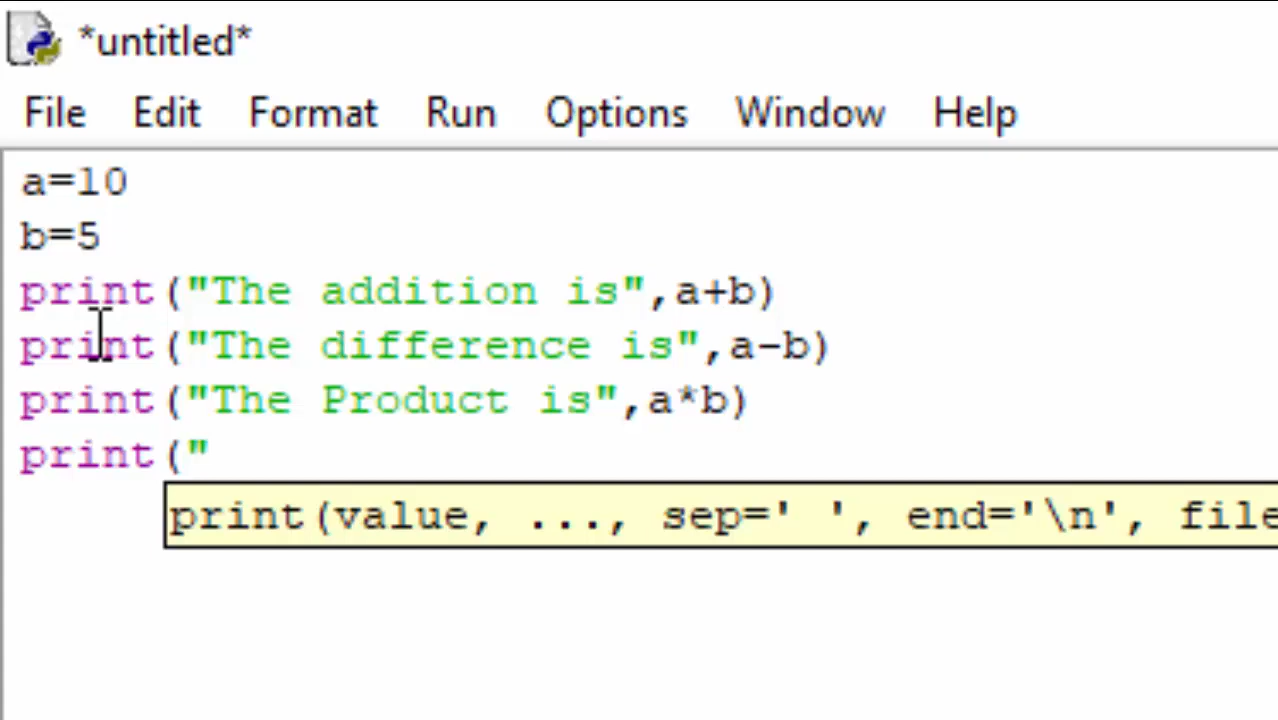 *untitled*
File Edit Format Run Options Window Help
a=10
b=5
print("The addition is",a+b)
print("The difference is",a-b)
print("The Product is",a*b)
print("
print(value, ..., sep=' ', end='\n', file